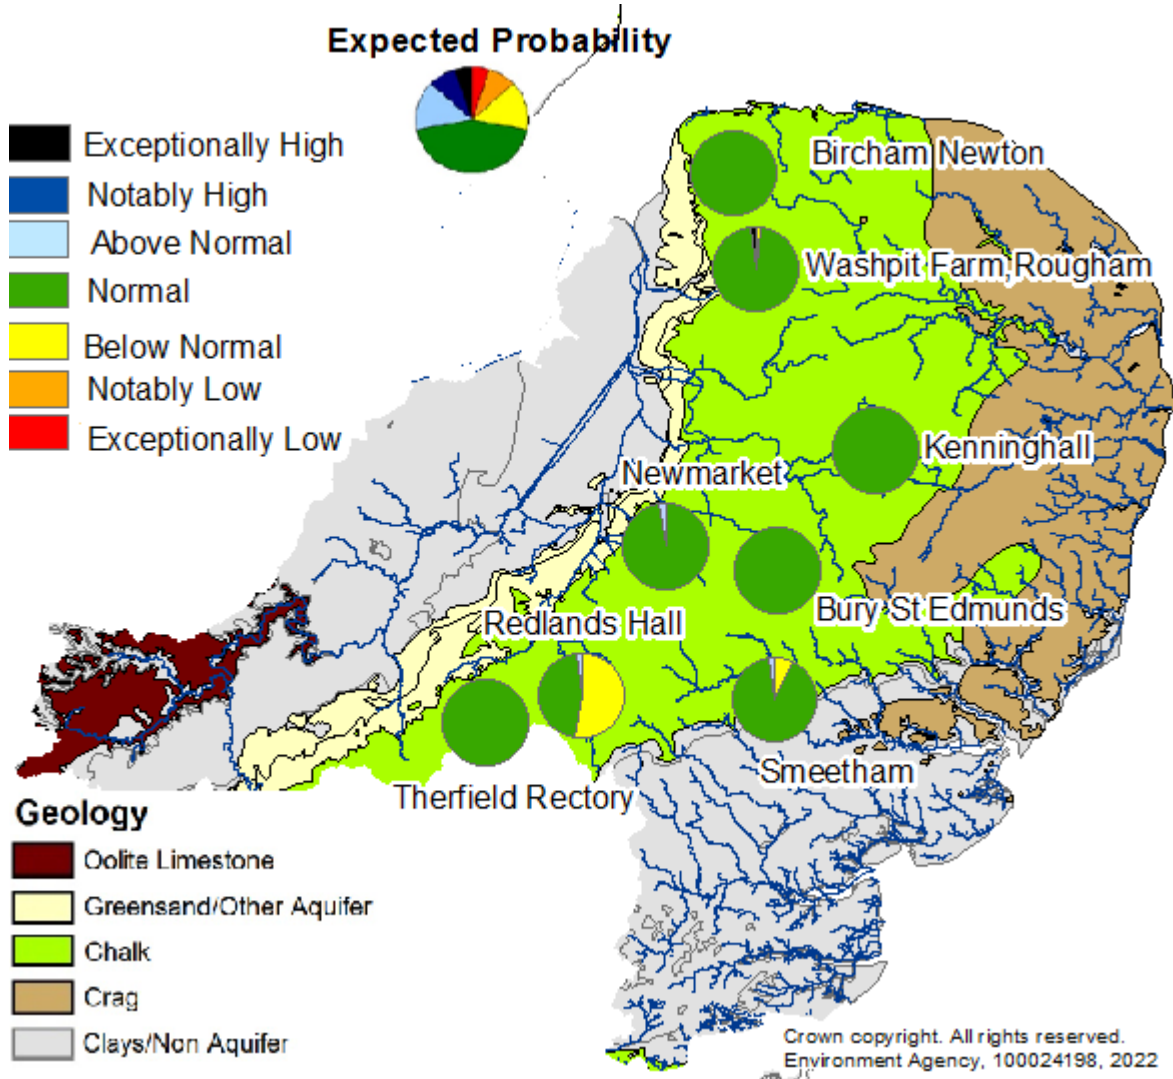 Expected Probability
Exceptionally High
Notably High
Above Normal
Normal
Below Normal
Notably Low
Exceptionally Low
Bircham Newton
Washpit Farm,Rougham
Kenninghall
Newmarket
Bury St Edmunds
Redlands Hall
Smeetham
Therfield Rectory
Geology
Oolite Limestone
Greensand/Other Aquifer
Chalk
Crag
Clays/Non Aquifer
Crown copyright. All rights reserved.
Environment Agency, 100024198, 2022